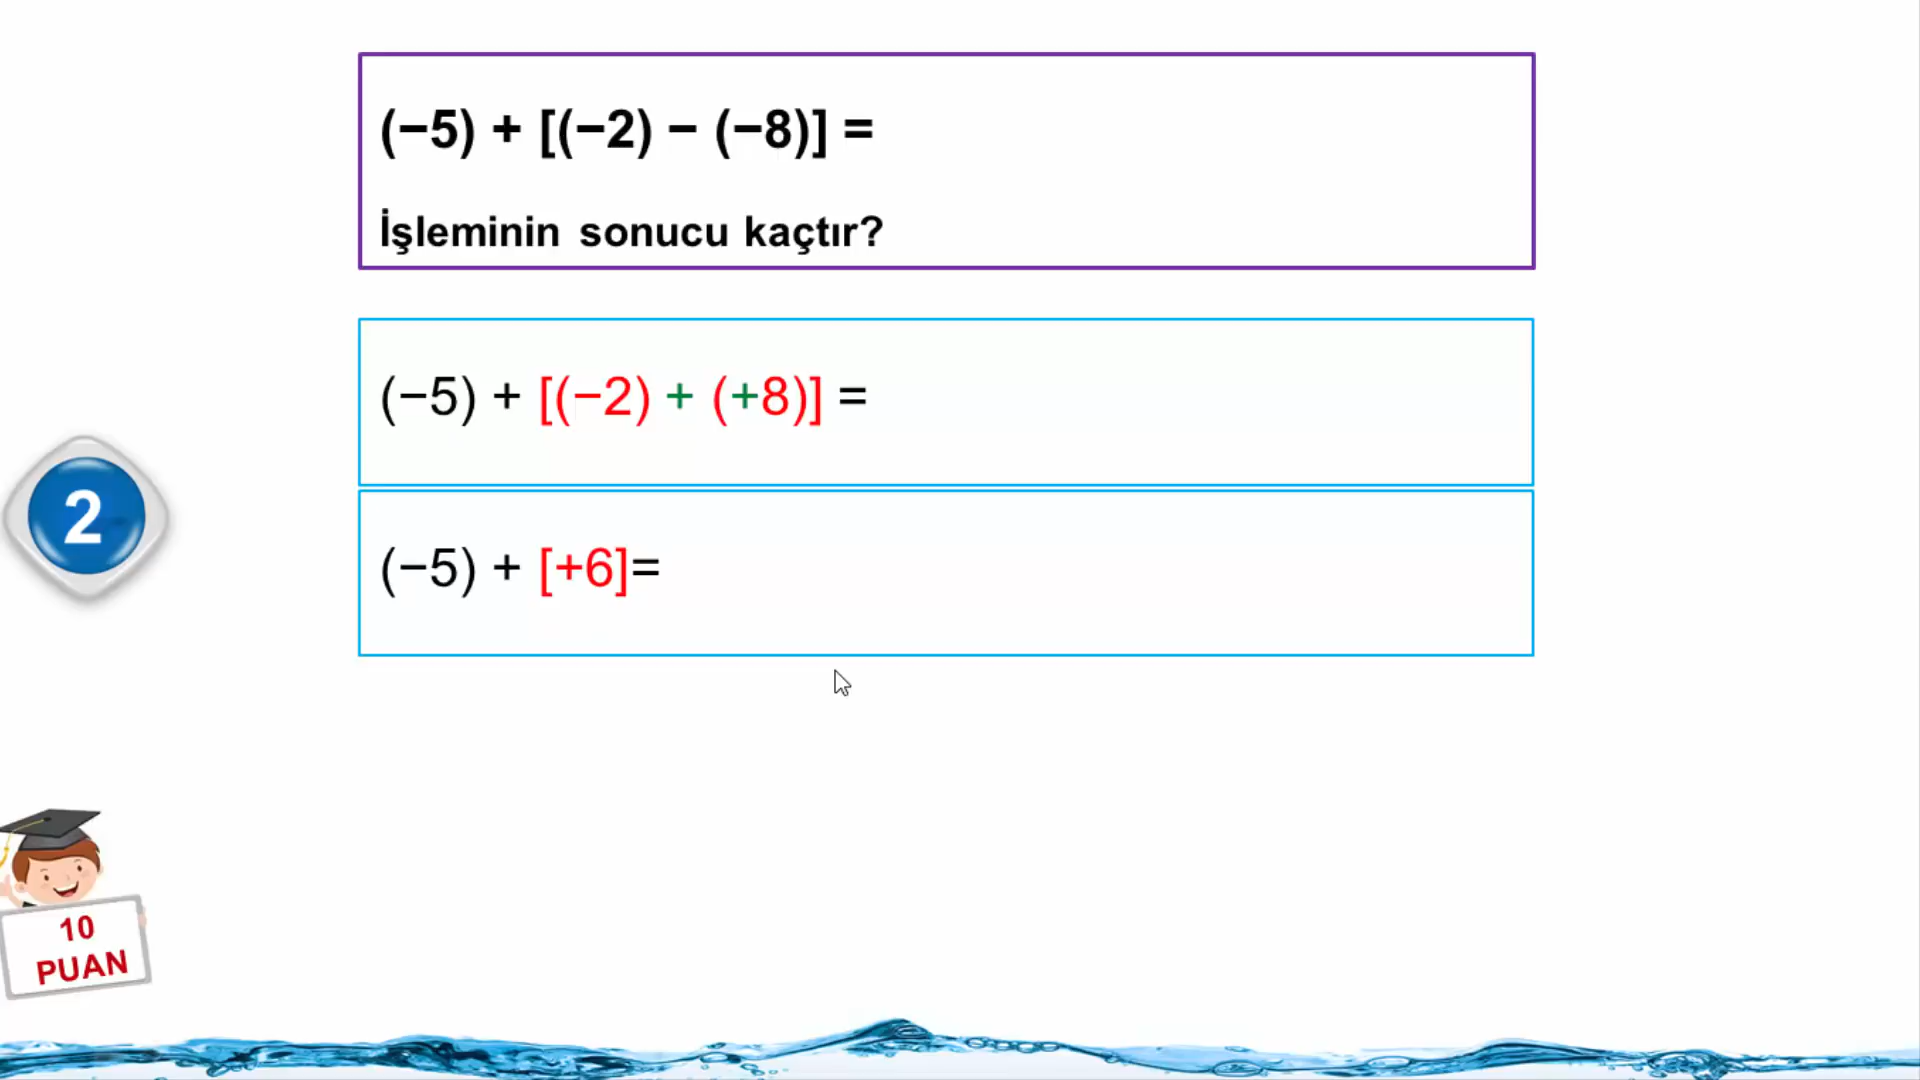 (−5) + [(−2) − (−8)] =
İşleminin sonucu kaçtır?
(−5) + [(−2) + (+8)] =
(−5) + [+6]=
2
10
PUAN